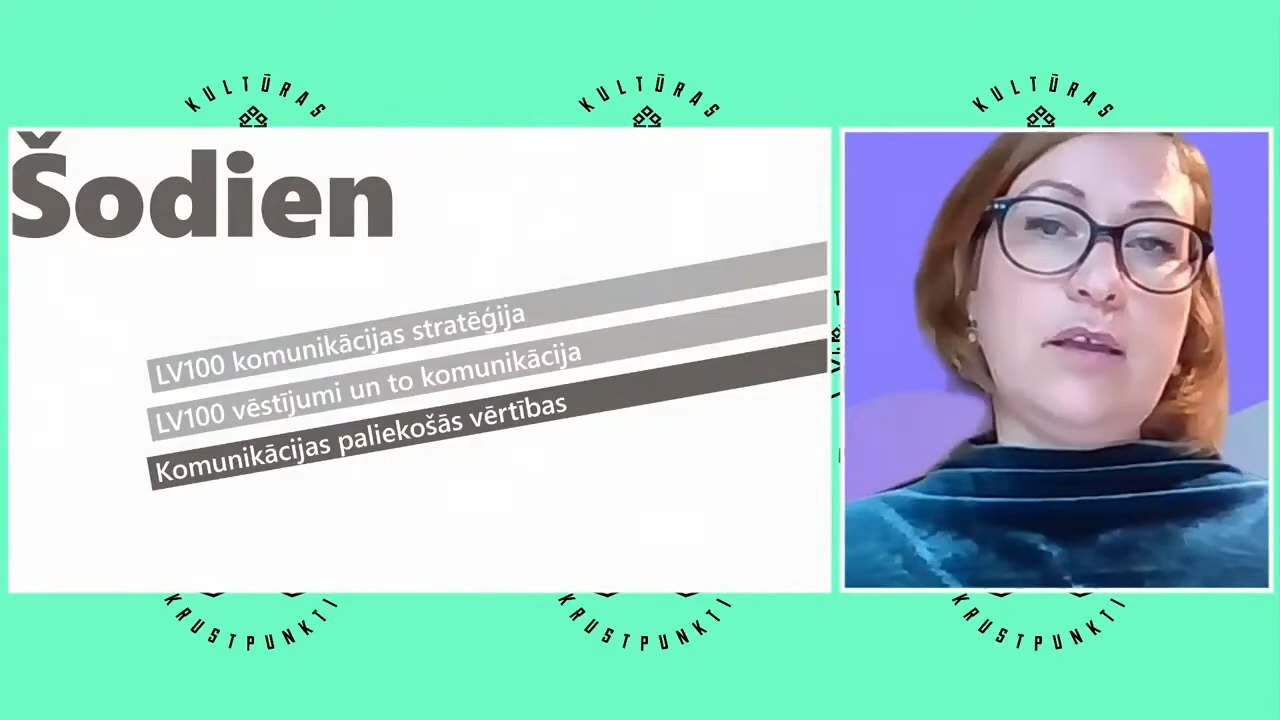 KULTŪRAS
KULTŪRAS
KULTŪRAS
Šodien
LV100 komunikācijas stratēģija
LV100 vēstījumi un to komunikācija
Komunikācijas paliekošās vērtības
KRUSTPUNKTI
KRUSTPUNKTI
KRUSTPUNKTI